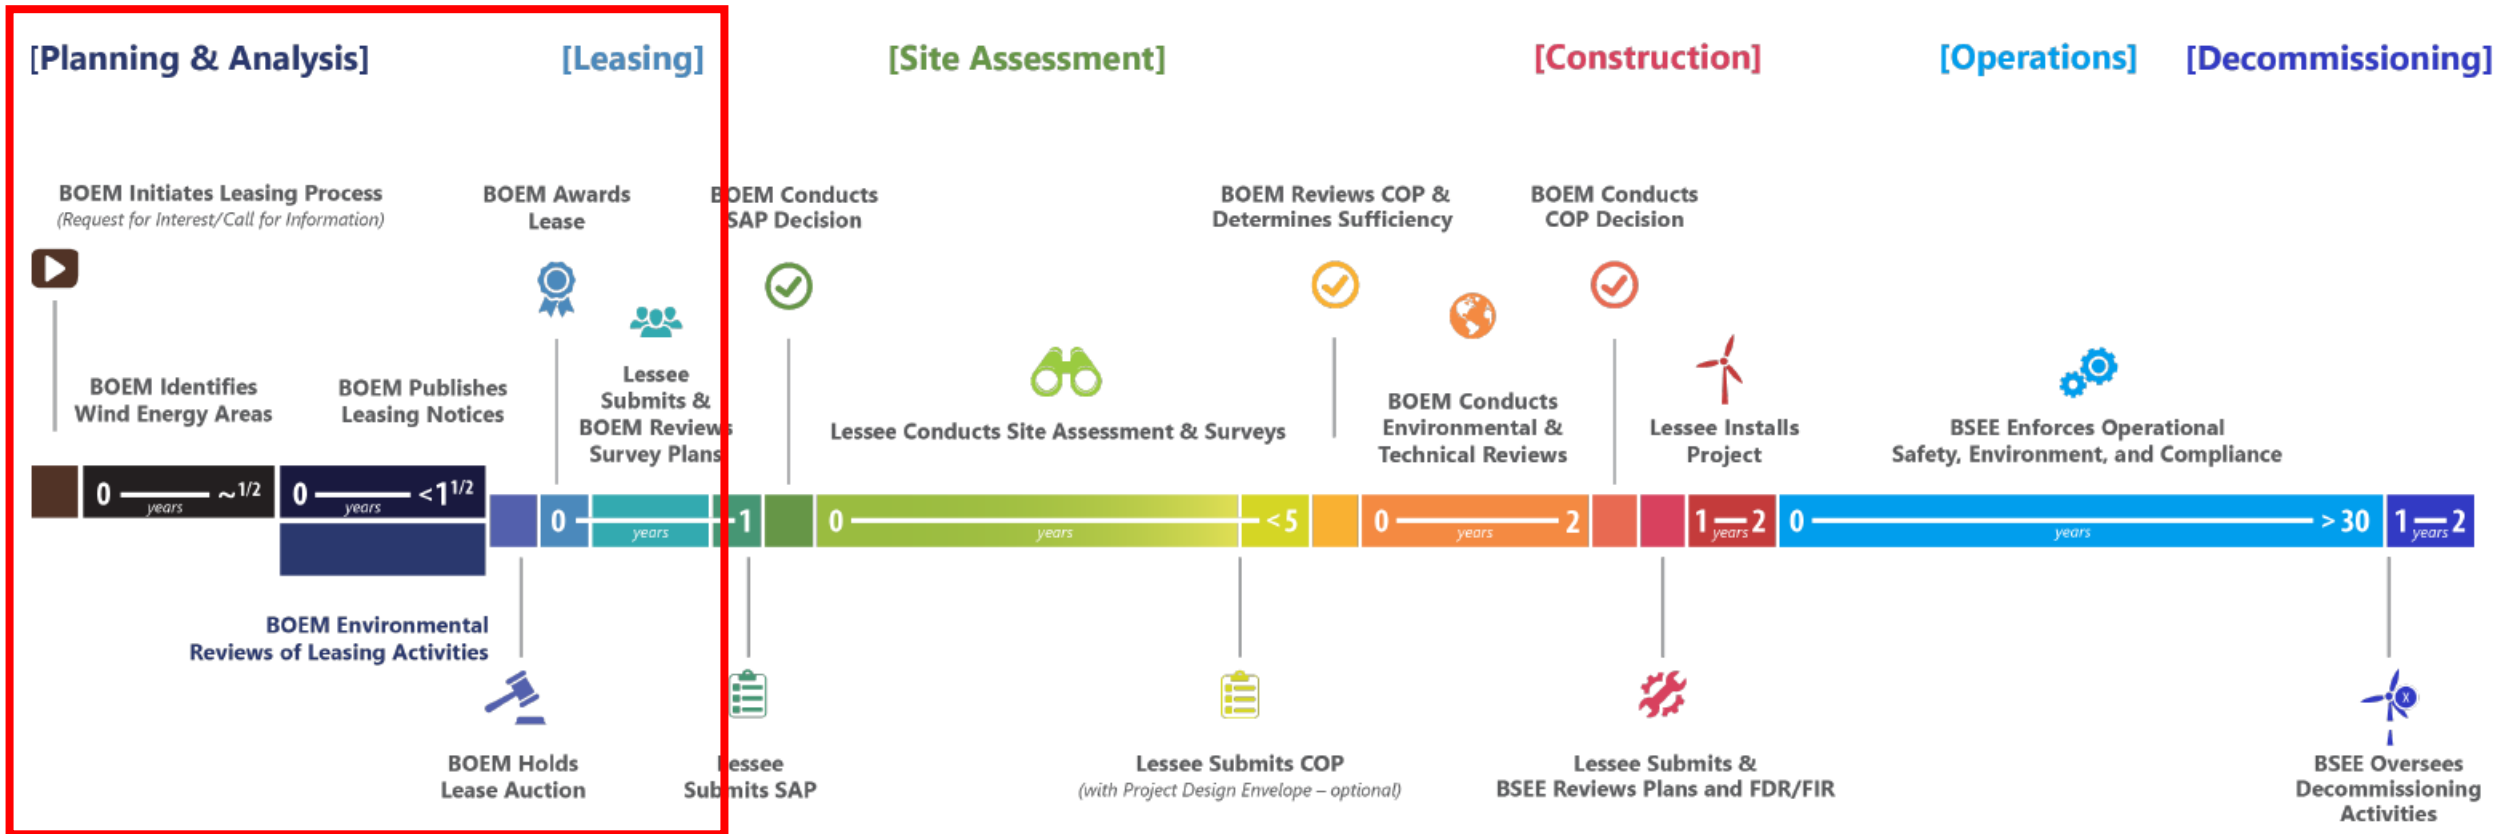 [Planning & Analysis]
[Leasing]
[Site Assessment]
[Construction]
[Operations]
[Decommissioning]
BOEM Initiates Leasing Process
(Request for Interest/Call for Information)
BOEM Awards
Lease
BOEM Conducts
SAP Decision
BOEM Reviews COP &
Determines Sufficiency
BOEM Conducts
COP Decision
BOEM Identifies
Wind Energy Areas
BOEM Publishes
Leasing Notices
Lessee
Submits &
BOEM Reviews
Survey Plans
Lessee Conducts Site Assessment & Surveys
BOEM Conducts
Environmental &
Technical Reviews
Lessee Installs
Project
BSEE Enforces Operational
Safety, Environment, and Compliance
0 ~1/2
years
0 <1 1/2
years
0 1
years
0 <5
years
0 2
years
1 2
years
0 >30
years
1 2
years
BOEM Environmental
Reviews of Leasing Activities
BOEM Holds
Lease Auction
Lessee
Submits SAP
Lessee Submits COP
(with Project Design Envelope – optional)
Lessee Submits &
BSEE Reviews Plans and FDR/FIR
X
BSEE Oversees
Decommissioning
Activities